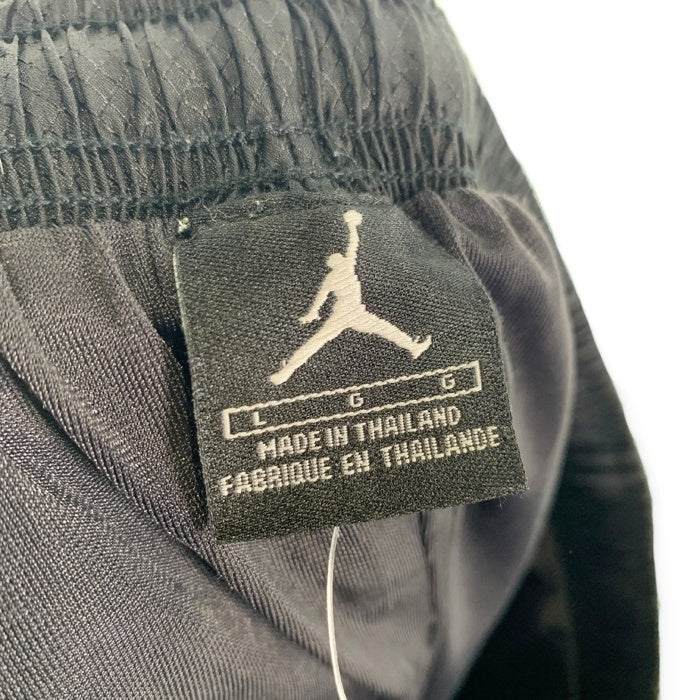 L G G
MADE IN THAILAND
FABRIQUE EN THAILANDE